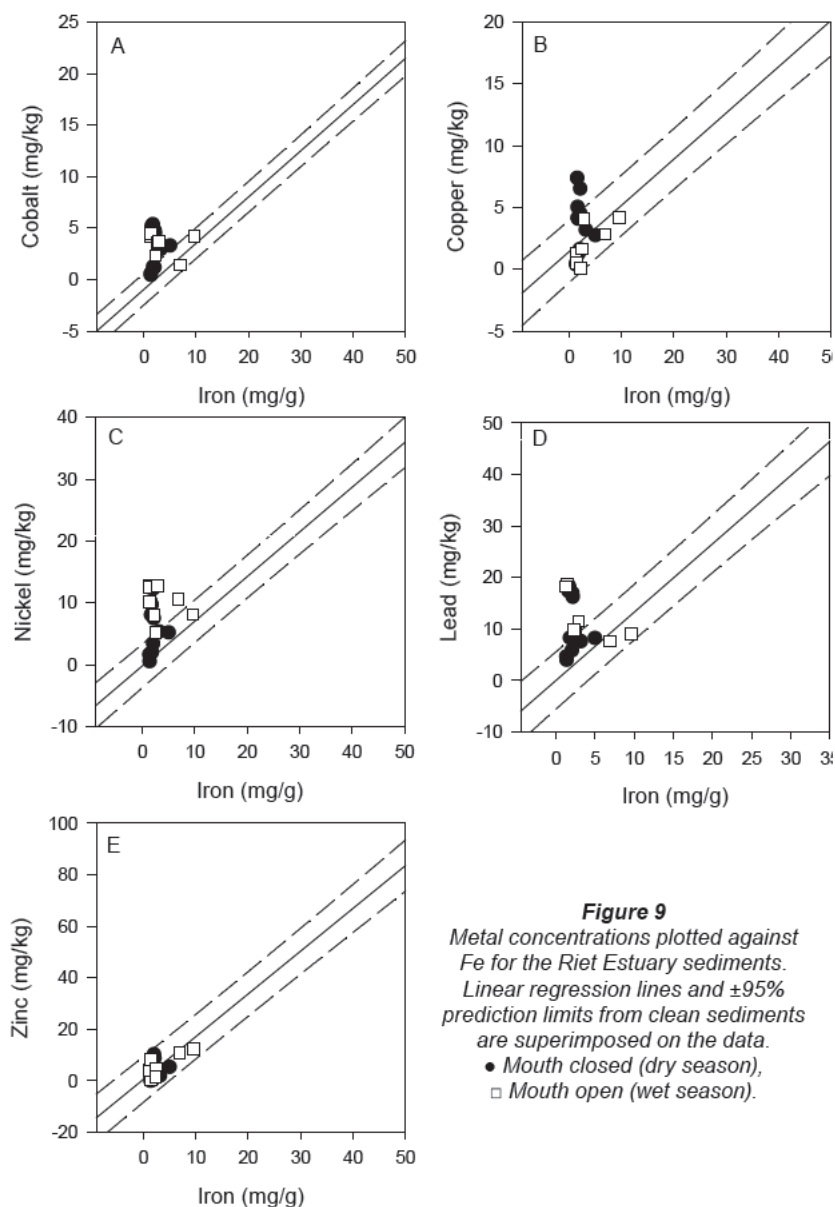 A
25
20
15
10
5
0
-5
Cobalt (mg/kg)
0 10 20 30 40 50
Iron (mg/g)
B
20
15
10
5
0
-5
Copper (mg/kg)
0 10 20 30 40 50
Iron (mg/g)
C
40
30
20
10
0
-10
Nickel (mg/kg)
0 10 20 30 40 50
Iron (mg/g)
D
50
40
30
20
10
0
-10
Lead (mg/kg)
0 5 10 15 20 25 30 35
Iron (mg/g)
E
100
80
60
40
20
0
-20
Zinc (mg/kg)
0 10 20 30 40 50
Iron (mg/g)
Figure 9
Metal concentrations plotted against
Fe for the Riet Estuary sediments.
Linear regression lines and ±95%
prediction limits from clean sediments
are superimposed on the data.
● Mouth closed (dry season),
□ Mouth open (wet season).